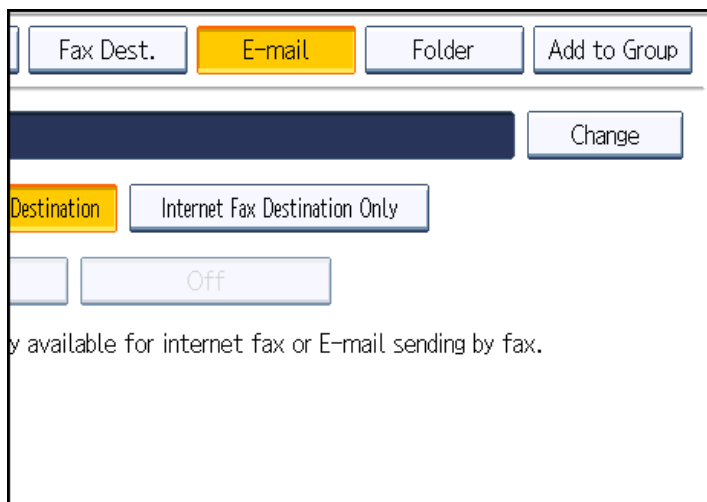 Fax Dest. E-mail Folder Add to Group
Change
Destination Internet Fax Destination Only
Off
y available for internet fax or E-mail sending by fax.